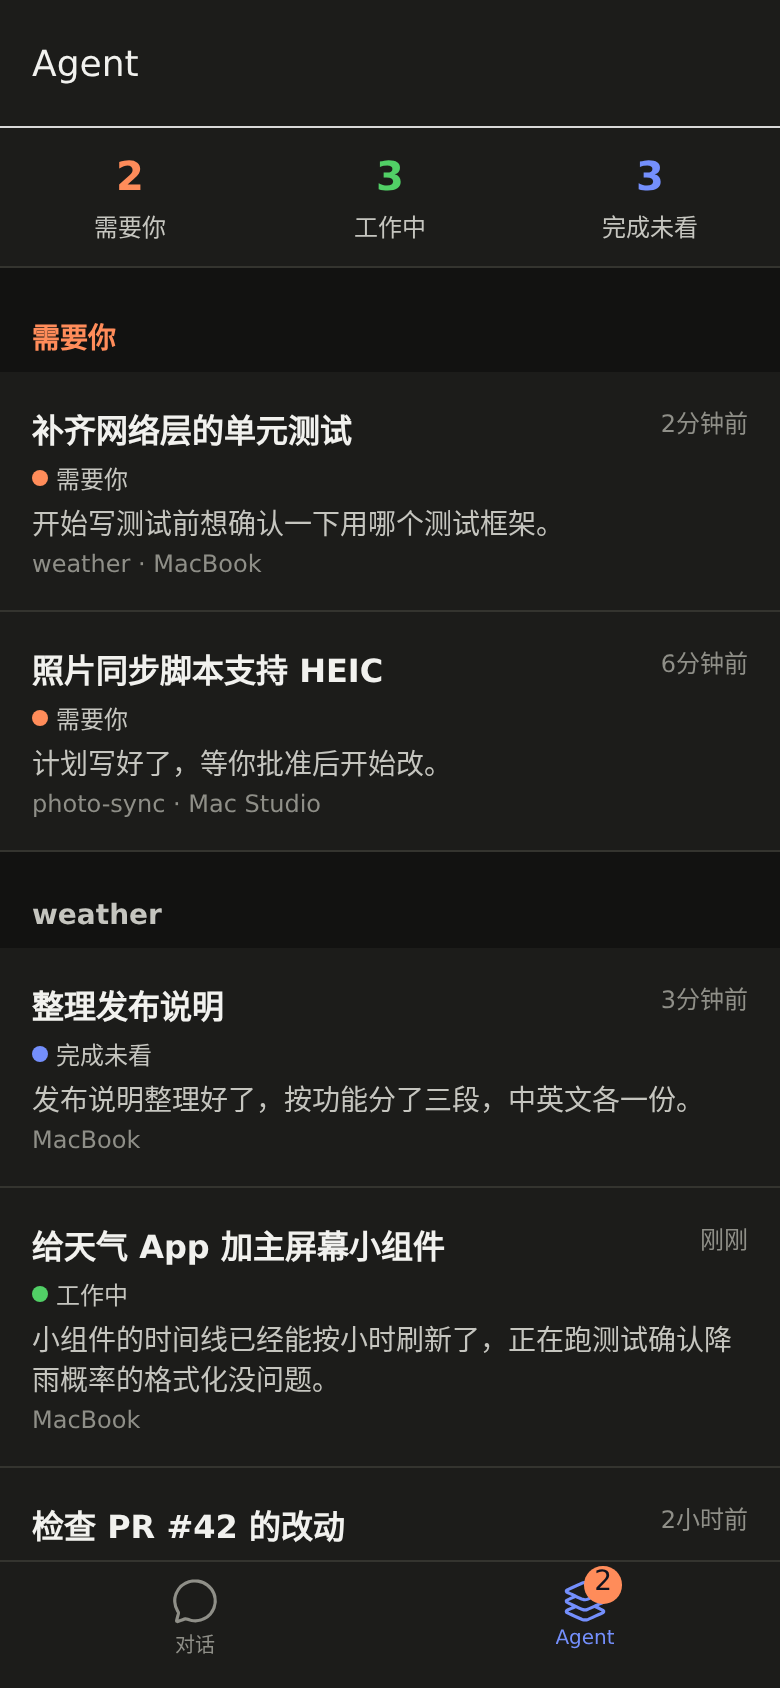 Agent
2 3 3
需要你 工作中 完成未看
需要你
补齐网络层的单元测试 2分钟前
需要你
开始写测试前想确认一下用哪个测试框架。
weather · MacBook
照片同步脚本支持 HEIC 6分钟前
需要你
计划写好了，等你批准后开始改。
photo-sync · Mac Studio
weather
整理发布说明 3分钟前
完成未看
发布说明整理好了，按功能分了三段，中英文各一份。
MacBook
给天气 App 加主屏幕小组件 刚刚
工作中
小组件的时间线已经能按小时刷新了，正在跑测试确认降
雨概率的格式化没问题。
MacBook
检查 PR #42 的改动 2小时前
2
对话 Agent